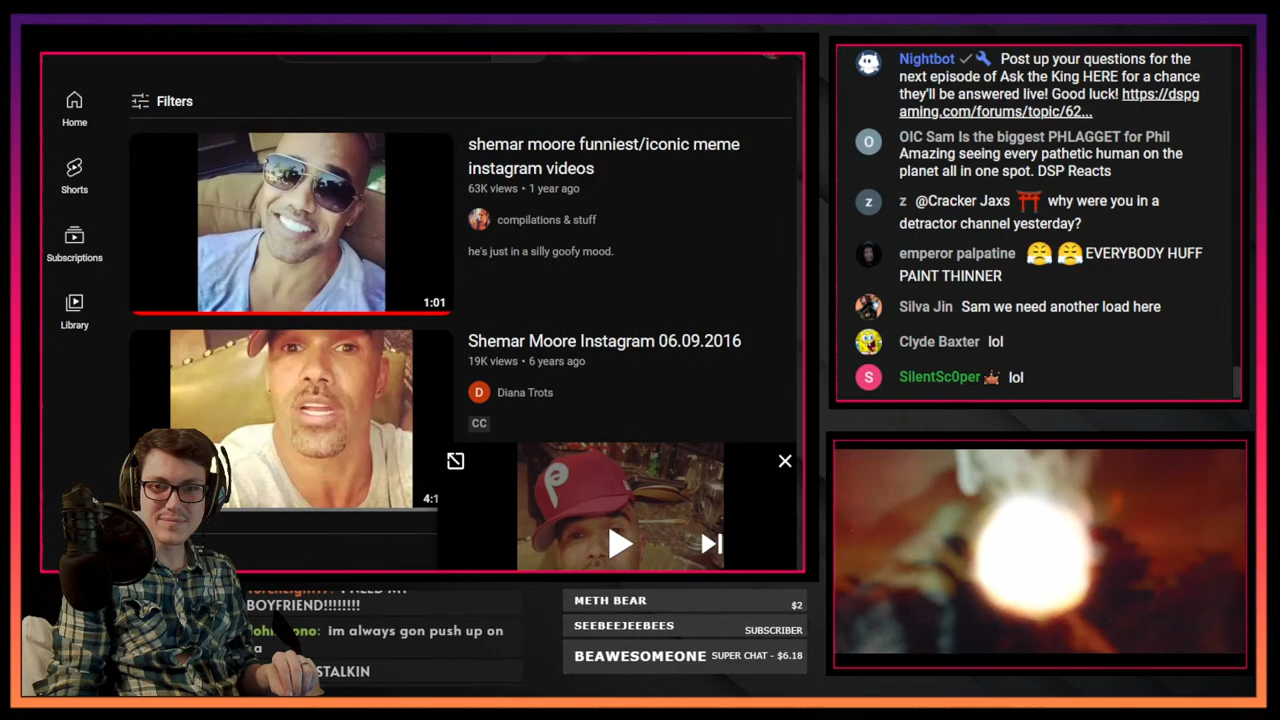 Home
Shorts
Subscriptions
Library
Filters
1:01
shemar moore funniest/iconic meme
instagram videos
63K views • 1 year ago
compilations & stuff
he's just in a silly goofy mood.
Shemar Moore Instagram 06.09.2016
19K views • 6 years ago
D Diana Trots
CC
P
BOYFRIEND!!!!!!!!
im always gon push up on
a
STALKIN
METH BEAR $2
SEEBEEJEEBEES SUBSCRIBER
BEAWESOMEONE SUPER CHAT - $6.18
Nightbot Post up your questions for the
next episode of Ask the King HERE for a chance
they'll be answered live! Good luck! https://dspg
aming.com/forums/topic/62...
O OIC Sam Is the biggest PHLAGGET for Phil
Amazing seeing every pathetic human on the
planet all in one spot. DSP Reacts
z z @Cracker Jaxs ⛩️ why were you in a
detractor channel yesterday?
emperor palpatine 😤 😤 EVERYBODY HUFF
PAINT THINNER
Silva Jin Sam we need another load here
Clyde Baxter lol
S SilentSc0per lol